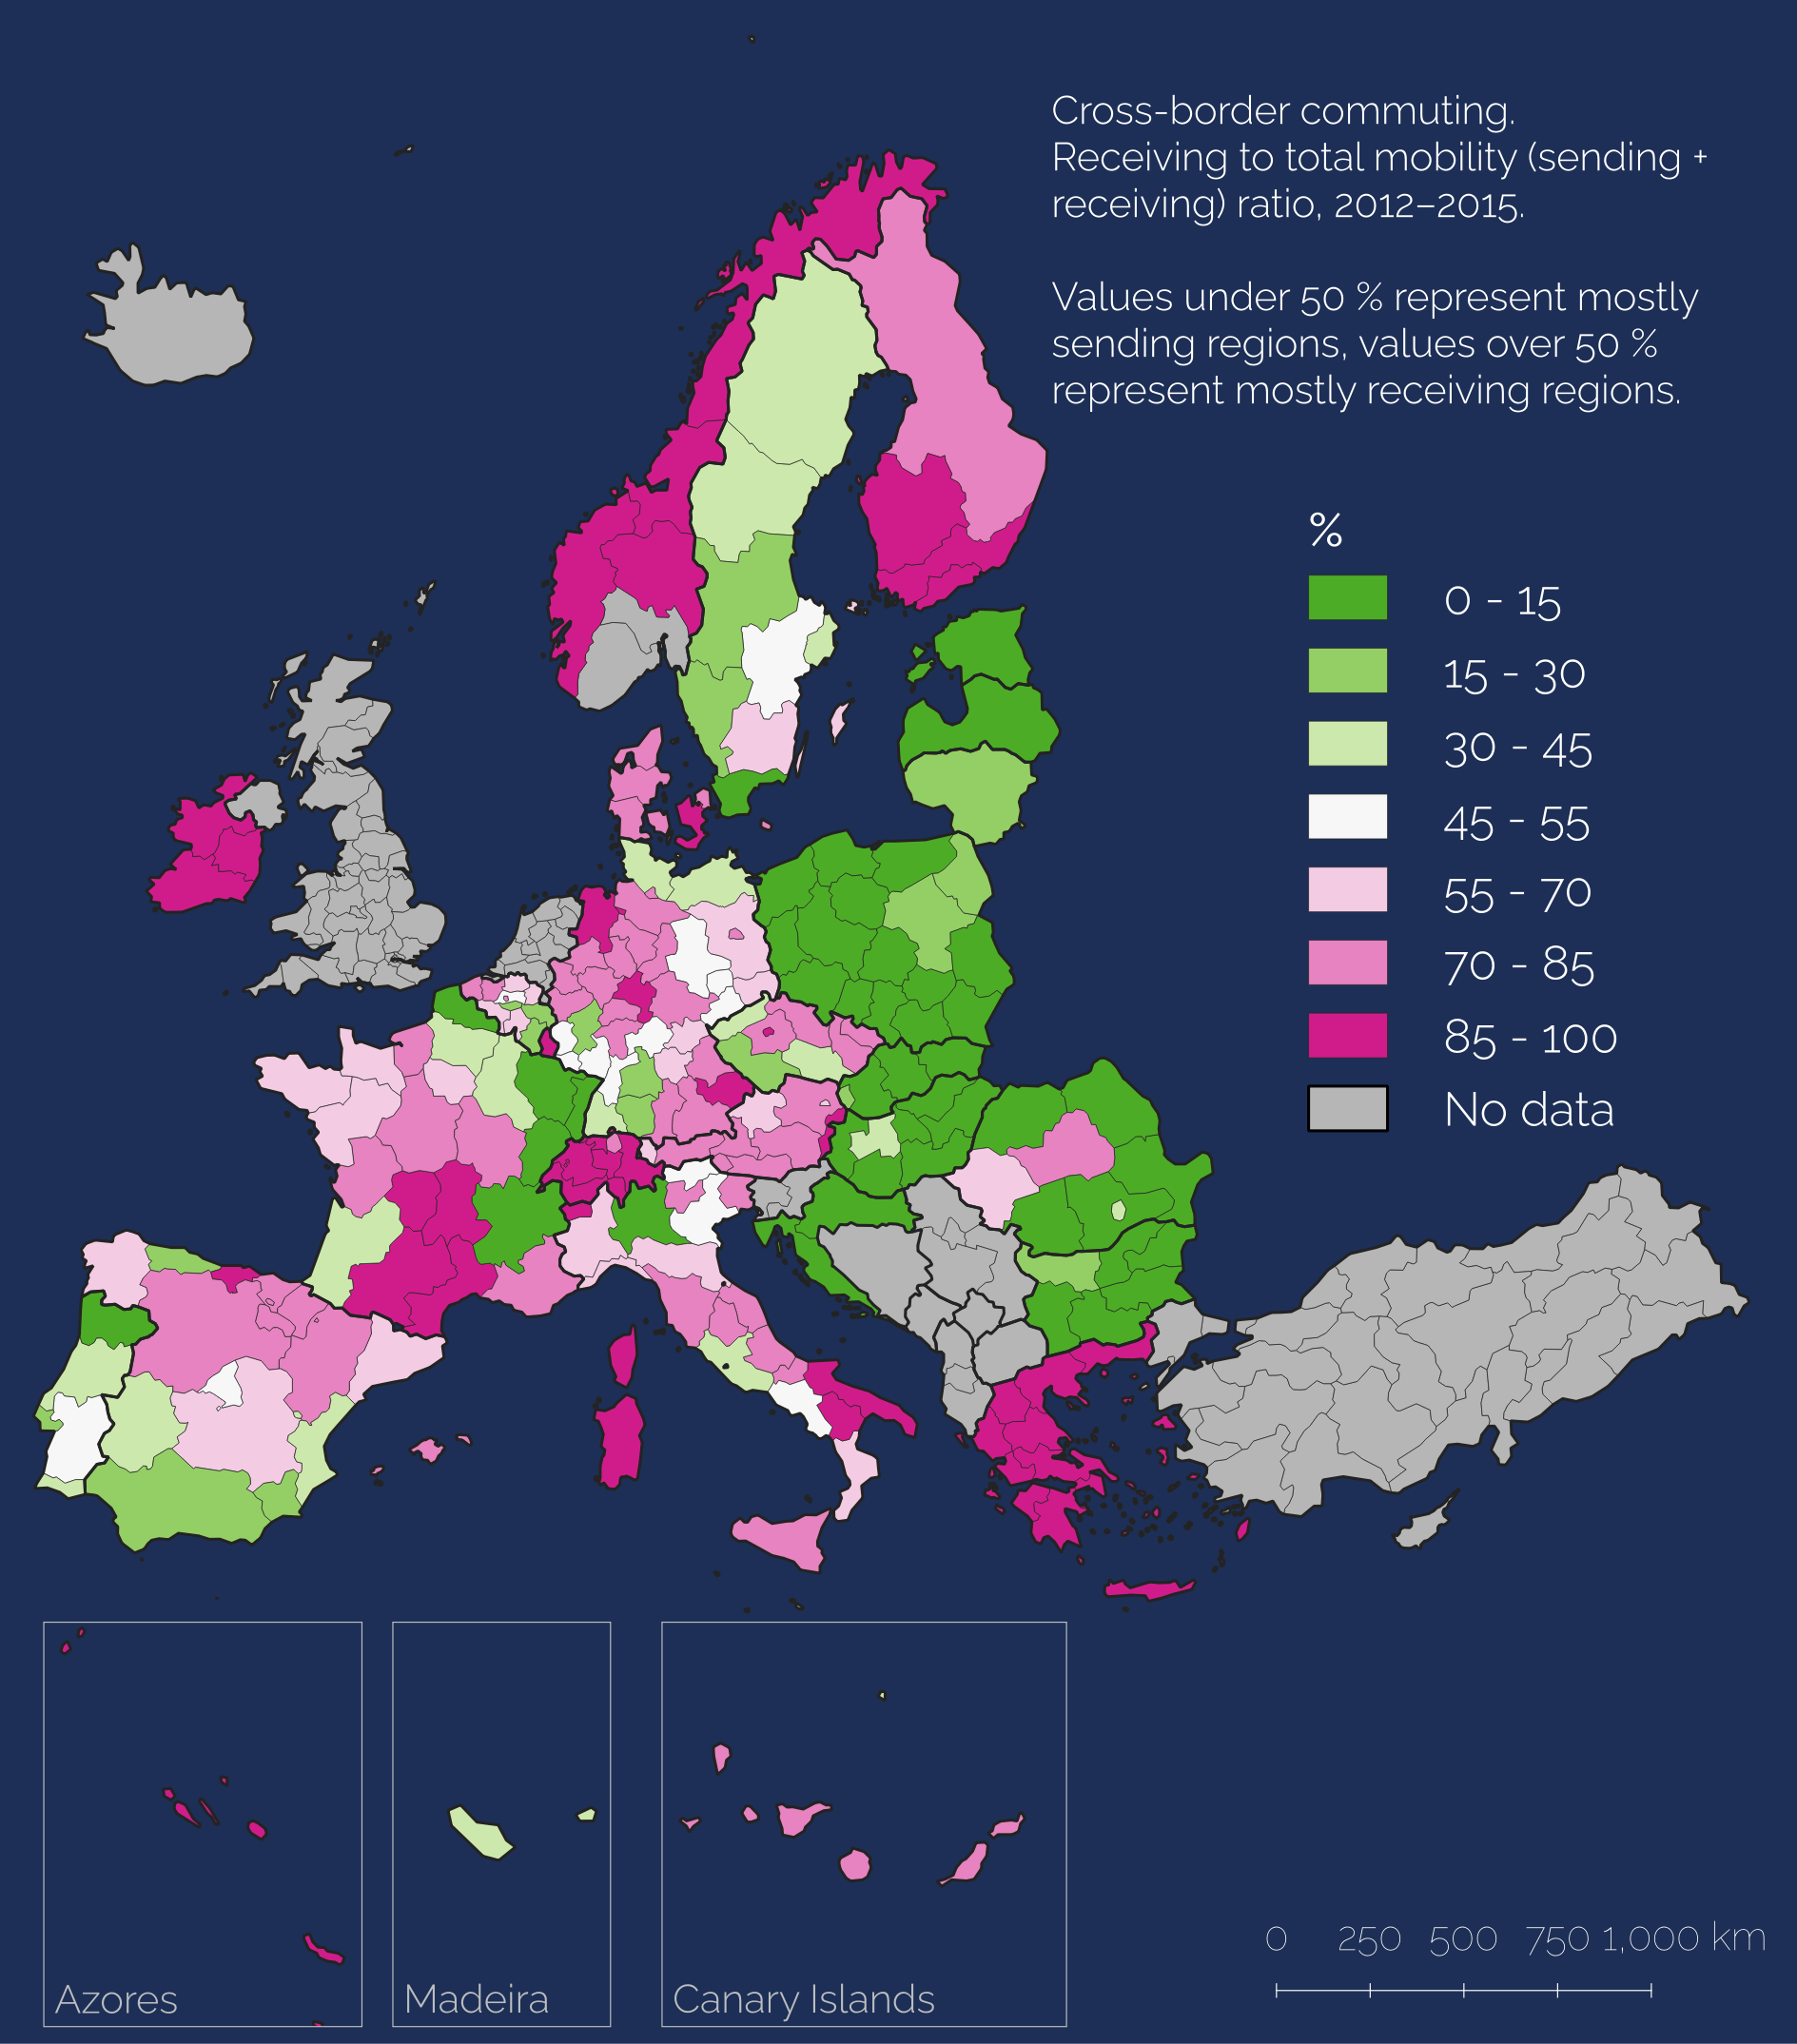 Cross-border commuting.
Receiving to total mobility (sending +
receiving) ratio, 2012–2015.
Values under 50 % represent mostly
sending regions, values over 50 %
represent mostly receiving regions.
%
0 - 15
15 - 30
30 - 45
45 - 55
55 - 70
70 - 85
85 - 100
No data
0 250 500 750 1,000 km
Azores
Madeira
Canary Islands